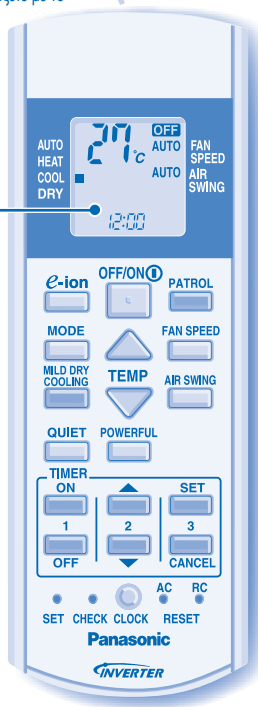 OFF
27°c
AUTO
AUTO
HEAT
COOL
DRY
AUTO
FAN
SPEED
AIR
SWING
12:00
e-ion
OFF/ON
PATROL
MODE
FAN SPEED
MILD DRY
COOLING
TEMP
AIR SWING
QUIET
POWERFUL
TIMER
ON
SET
1
2
3
OFF
CANCEL
AC
RC
SET
CHECK
CLOCK
RESET
Panasonic
INVERTER